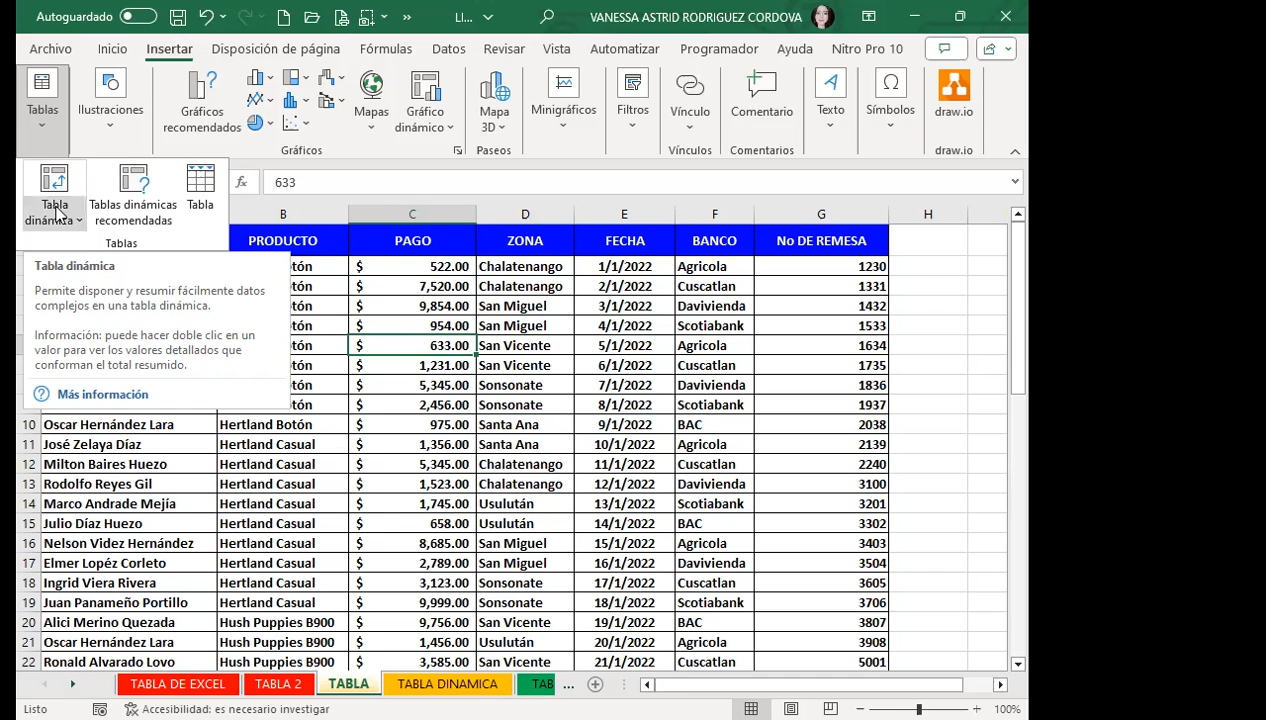 Autoguardado LI... VANESSA ASTRID RODRIGUEZ CORDOVA
Archivo Inicio Insertar Disposición de página Fórmulas Datos Revisar Vista Automatizar Programador Ayuda Nitro Pro 10
Tablas Ilustraciones Gráficos recomendados Mapas Gráfico dinámico Mapa 3D Minigráficos Filtros Vínculo Comentario Texto Símbolos draw.io
Gráficos Paseos Vínculos Comentarios draw.io
Tabla dinámica Tablas dinámicas recomendadas Tabla
Tablas
fx 633
B C D E F G H
PRODUCTO PAGO ZONA FECHA BANCO No DE REMESA
Tabla dinámica
Permite disponer y resumir fácilmente datos
complejos en una tabla dinámica.
Información: puede hacer doble clic en un
valor para ver los valores detallados que
conforman el total resumido.
Más información
tón $ 522.00 Chalatenango 1/1/2022 Agricola 1230
tón $ 7,520.00 Chalatenango 2/1/2022 Cuscatlan 1331
tón $ 9,854.00 San Miguel 3/1/2022 Davivienda 1432
tón $ 954.00 San Miguel 4/1/2022 Scotiabank 1533
tón $ 633.00 San Vicente 5/1/2022 Agricola 1634
tón $ 1,231.00 San Vicente 6/1/2022 Cuscatlan 1735
tón $ 5,345.00 Sonsonate 7/1/2022 Davivienda 1836
tón $ 2,456.00 Sonsonate 8/1/2022 Scotiabank 1937
10 Oscar Hernández Lara Hertland Botón $ 975.00 Santa Ana 9/1/2022 BAC 2038
11 José Zelaya Díaz Hertland Casual $ 1,356.00 Santa Ana 10/1/2022 Agricola 2139
12 Milton Baires Huezo Hertland Casual $ 5,345.00 Chalatenango 11/1/2022 Cuscatlan 2240
13 Rodolfo Reyes Gil Hertland Casual $ 1,523.00 Chalatenango 12/1/2022 Davivienda 3100
14 Marco Andrade Mejía Hertland Casual $ 1,745.00 Usulután 13/1/2022 Scotiabank 3201
15 Julio Díaz Huezo Hertland Casual $ 658.00 Usulután 14/1/2022 BAC 3302
16 Nelson Videz Hernández Hertland Casual $ 8,685.00 San Miguel 15/1/2022 Agricola 3403
17 Elmer Lopéz Corleto Hertland Casual $ 2,789.00 San Miguel 16/1/2022 Davivienda 3504
18 Ingrid Viera Rivera Hertland Casual $ 3,123.00 Sonsonate 17/1/2022 Cuscatlan 3605
19 Juan Panameño Portillo Hertland Casual $ 9,999.00 Sonsonate 18/1/2022 Scotiabank 3706
20 Alici Merino Quezada Hush Puppies B900 $ 9,756.00 San Vicente 19/1/2022 BAC 3807
21 Oscar Hernández Lara Hush Puppies B900 $ 1,456.00 Usulután 20/1/2022 Agricola 3908
22 Ronald Alvarado Lovo Hush Puppies B900 $ 3,585.00 San Vicente 21/1/2022 Cuscatlan 5001
TABLA DE EXCEL TABLA 2 TABLA TABLA DINAMICA TAB ...
Listo Accesibilidad: es necesario investigar 100%